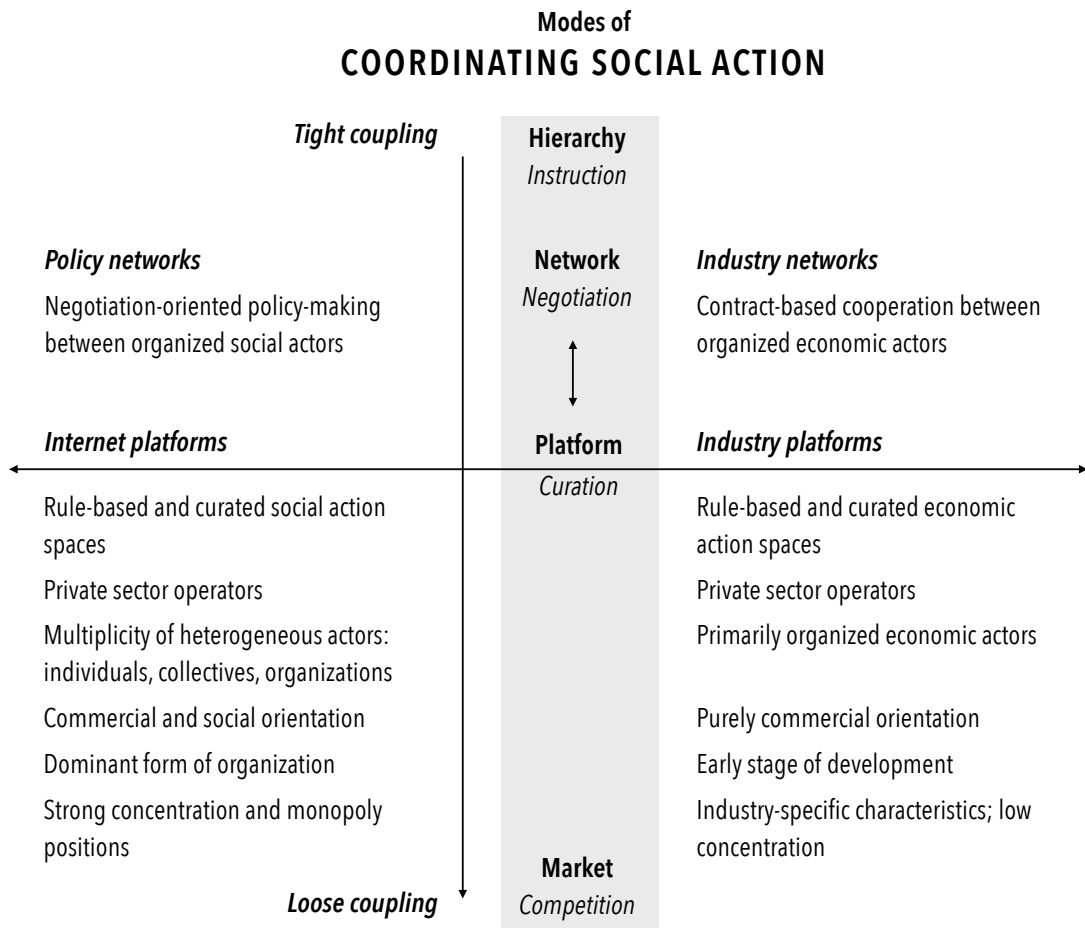 Modes of
COORDINATING SOCIAL ACTION
Tight coupling
Hierarchy
Instruction
Policy networks
Negotiation-oriented policy-making
between organized social actors
Network
Negotiation
Industry networks
Contract-based cooperation between
organized economic actors
Internet platforms
Platform
Curation
Industry platforms
Rule-based and curated social action
spaces
Private sector operators
Multiplicity of heterogeneous actors:
individuals, collectives, organizations
Commercial and social orientation
Dominant form of organization
Strong concentration and monopoly
positions
Rule-based and curated economic
action spaces
Private sector operators
Primarily organized economic actors
Purely commercial orientation
Early stage of development
Industry-specific characteristics; low
concentration
Loose coupling
Market
Competition